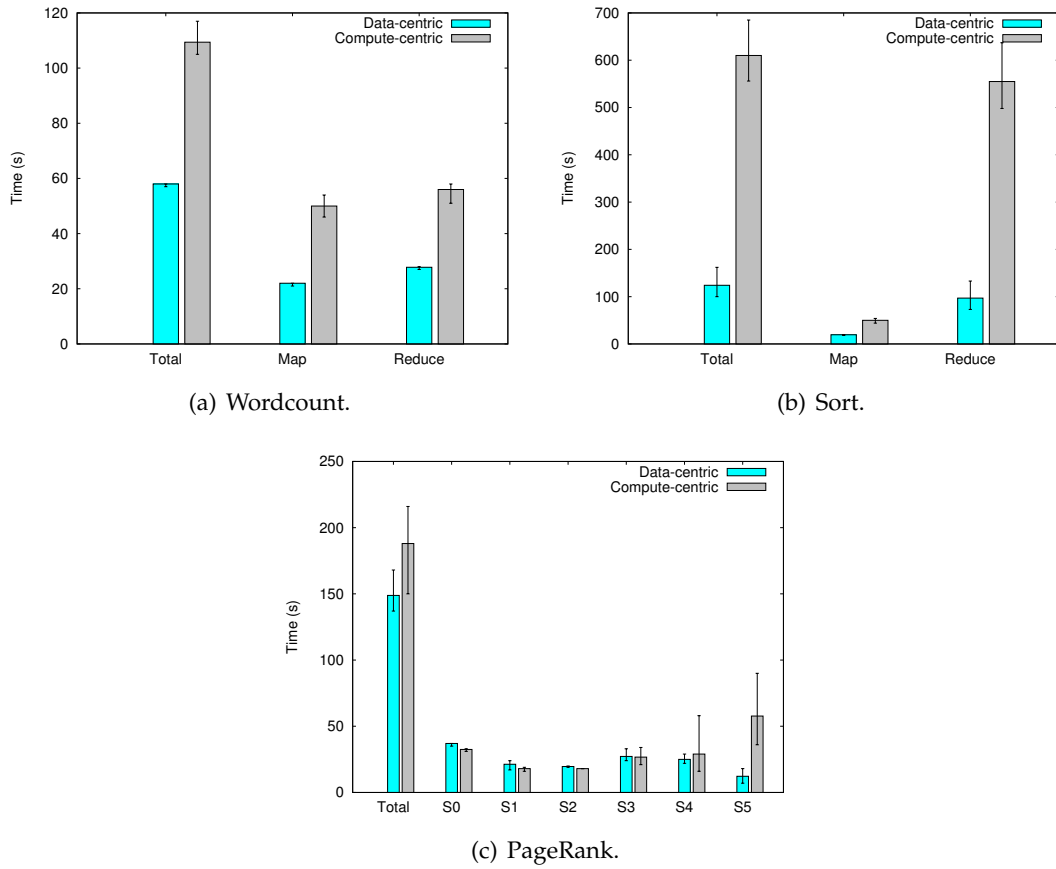 120
100
80
60
40
20
0
Time (s)
Data-centric
Compute-centric
Total Map Reduce
(a) Wordcount.
700
600
500
400
300
200
100
0
Time (s)
Data-centric
Compute-centric
Total Map Reduce
(b) Sort.
250
200
150
100
50
0
Time (s)
Data-centric
Compute-centric
Total S0 S1 S2 S3 S4 S5
(c) PageRank.